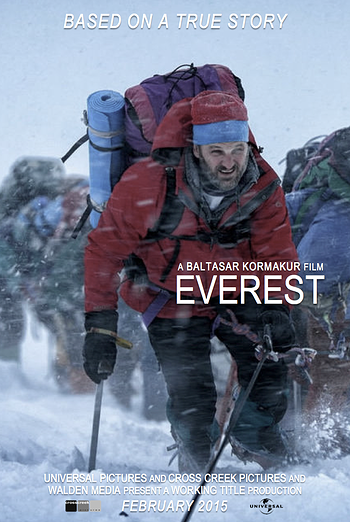 BASED ON A TRUE STORY
A BALTASAR KORMAKUR FILM
EVEREST
UNIVERSAL PICTURES AND CROSS CREEK PICTURES AND
WALDEN MEDIA PRESENT A WORKING TITLE PRODUCTION
FEBRUARY 2015
UNIVERSAL